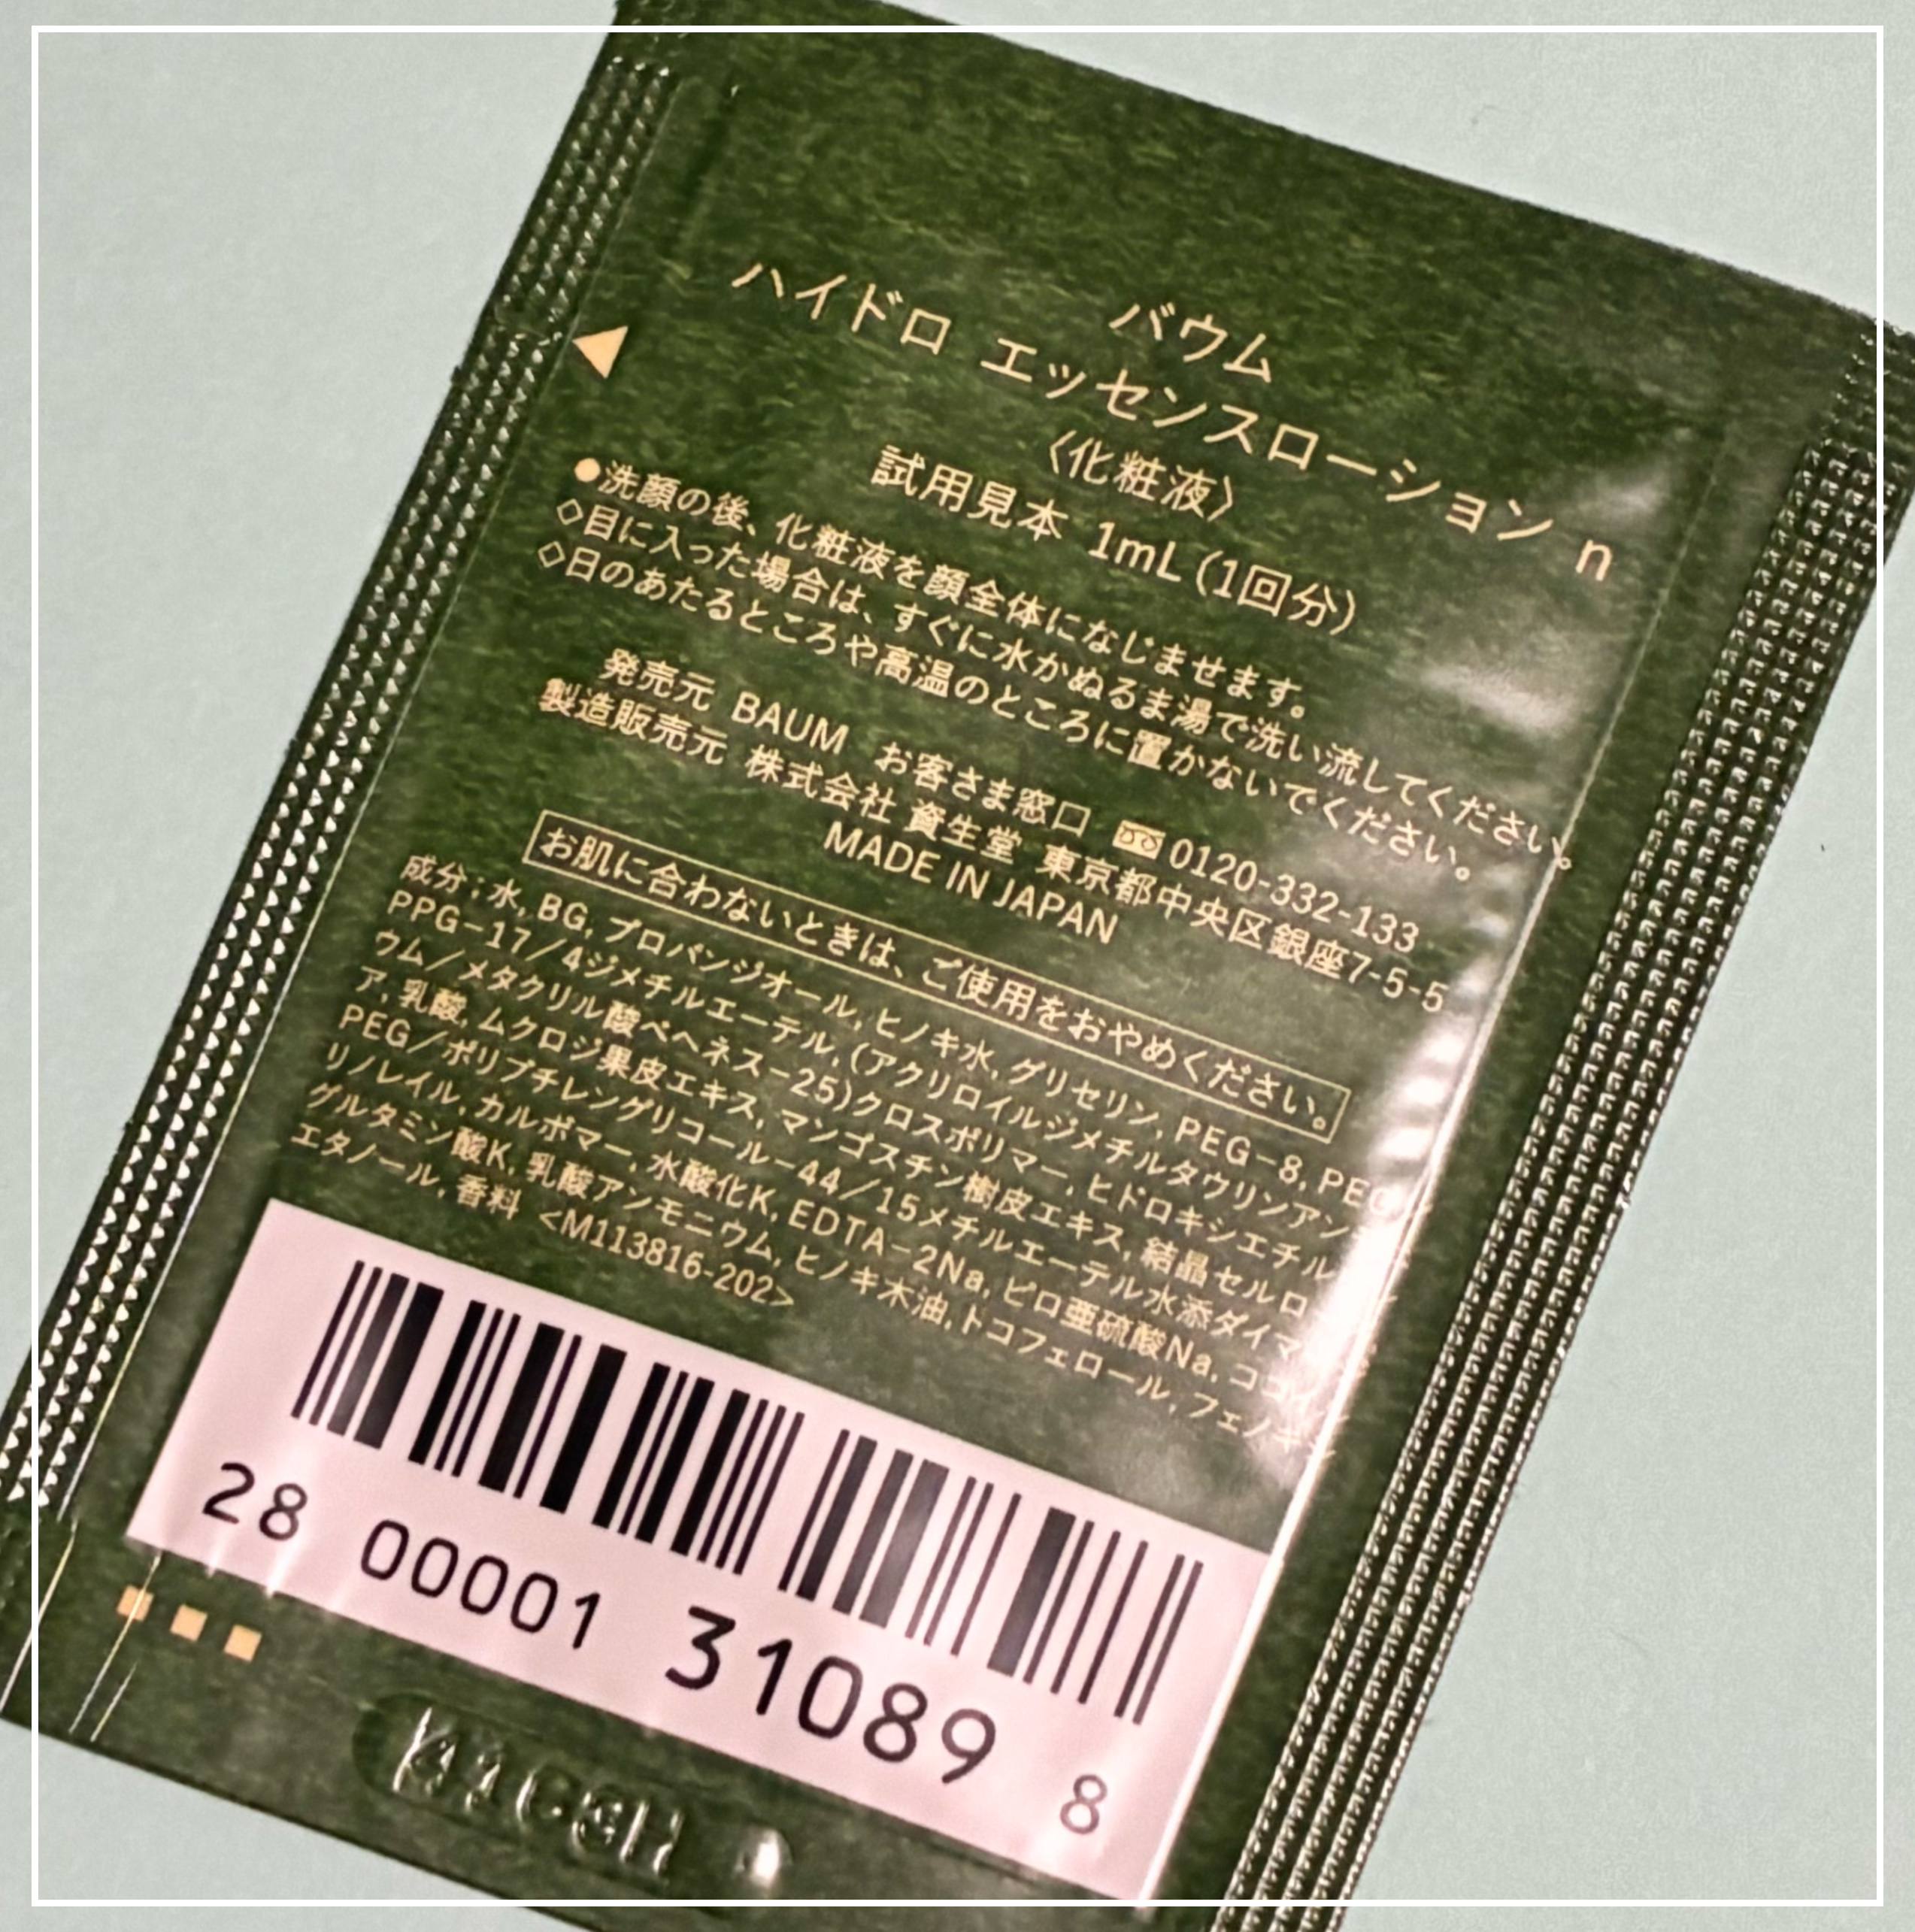 バウム
ハイドロ エッセンスローション n
〈化粧液〉
試用見本 1mL (1回分)
●洗顔の後、化粧液を顔全体になじませます。
◇目に入った場合は、すぐに水かぬるま湯で洗い流してください。
◇日のあたるところや高温のところに置かないでください。
発売元 BAUM お客さま窓口 0120-332-133
製造販売元 株式会社 資生堂 東京都中央区銀座7-5-5
MADE IN JAPAN
お肌に合わないときは、ご使用をおやめください。
成分：水, BG, プロパンジオール, ヒノキ水, グリセリン, PEG-8,
PPG-17/4ジメチルエーテル, (アクリロイルジメチルタウリンアン
ウム/メタクリル酸ベヘネス-25)クロスポリマー, ヒドロキシエチル
ア, 乳酸, ムクロジ果皮エキス, マンゴスチン樹皮エキス, 結晶セルロ
PEG/ポリブチレングリコール-44/15メチルエーテル水添ダイマ
リノレイル, カルボマー, 水酸化K, EDTA-2Na, ピロ亜硫酸Na,
グルタミン酸K, 乳酸アンモニウム, ヒノキ木油, トコフェロール, フェノキシ
エタノール, 香料 <M113816-202>
28 00001 31089 8